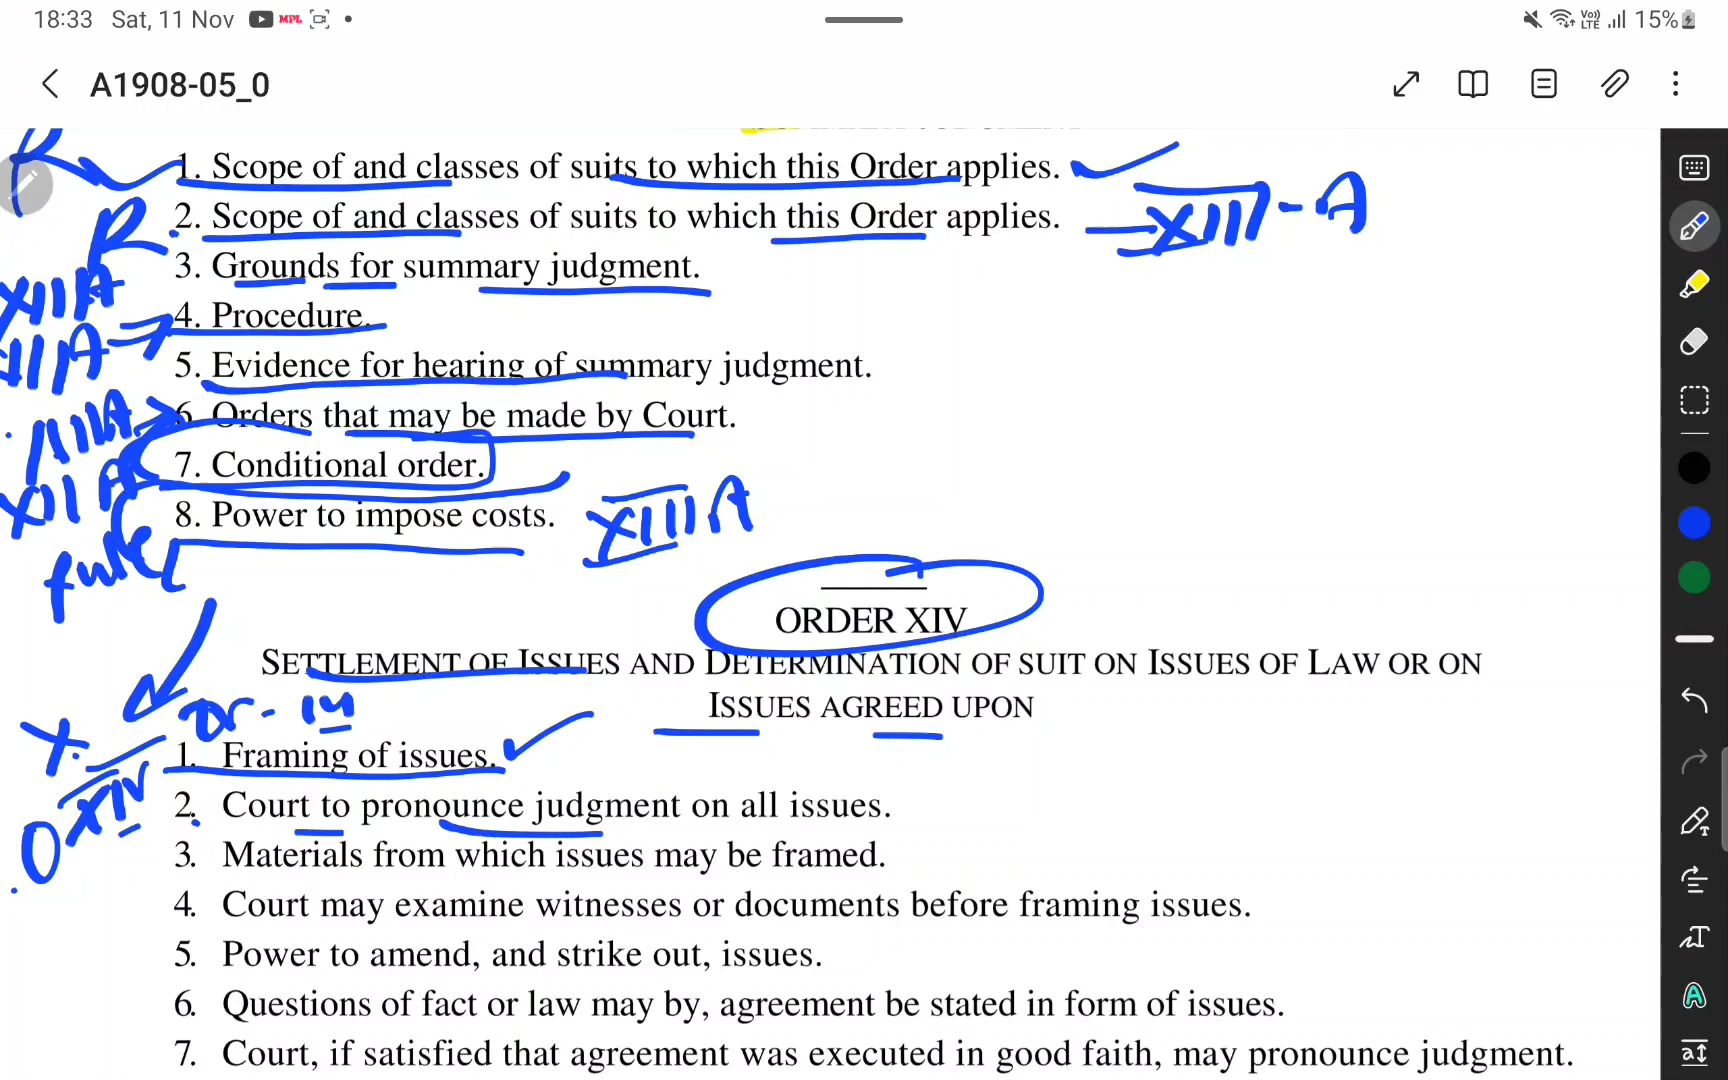 18:33 Sat, 11 Nov MPL 15%
A1908-05_0
1. Scope of and classes of suits to which this Order applies.
2. Scope of and classes of suits to which this Order applies. XIII-A
3. Grounds for summary judgment.
4. Procedure.
5. Evidence for hearing of summary judgment.
6. Orders that may be made by Court.
7. Conditional order.
8. Power to impose costs. XIIIA
ORDER XIV
SETTLEMENT OF ISSUES AND DETERMINATION OF SUIT ON ISSUES OF LAW OR ON
ISSUES AGREED UPON
or - 14
1. Framing of issues.
2. Court to pronounce judgment on all issues.
O XIV
3. Materials from which issues may be framed.
4. Court may examine witnesses or documents before framing issues.
5. Power to amend, and strike out, issues.
6. Questions of fact or law may by, agreement be stated in form of issues.
7. Court, if satisfied that agreement was executed in good faith, may pronounce judgment.